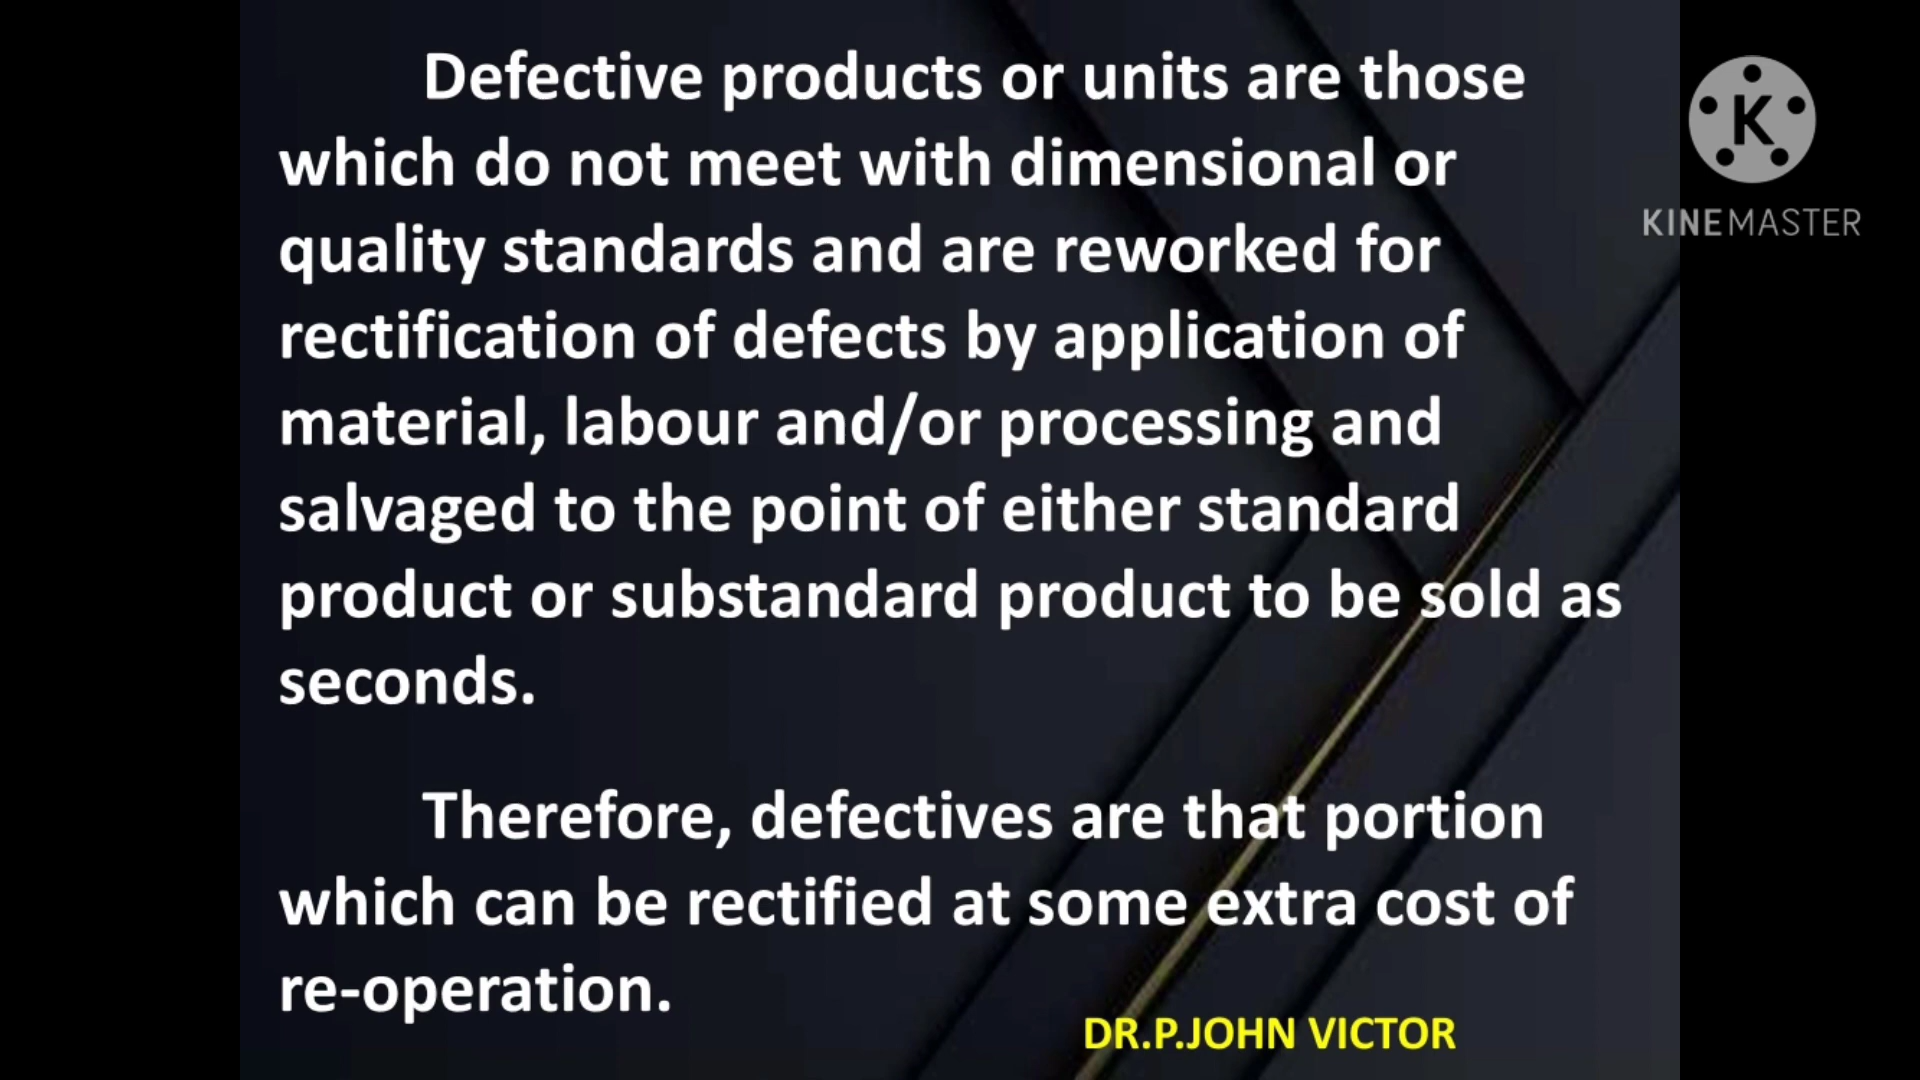 Defective products or units are those
which do not meet with dimensional or
quality standards and are reworked for
rectification of defects by application of
material, labour and/or processing and
salvaged to the point of either standard
product or substandard product to be sold as
seconds.
Therefore, defectives are that portion
which can be rectified at some extra cost of
re-operation.
DR.P.JOHN VICTOR
K
KINEMASTER